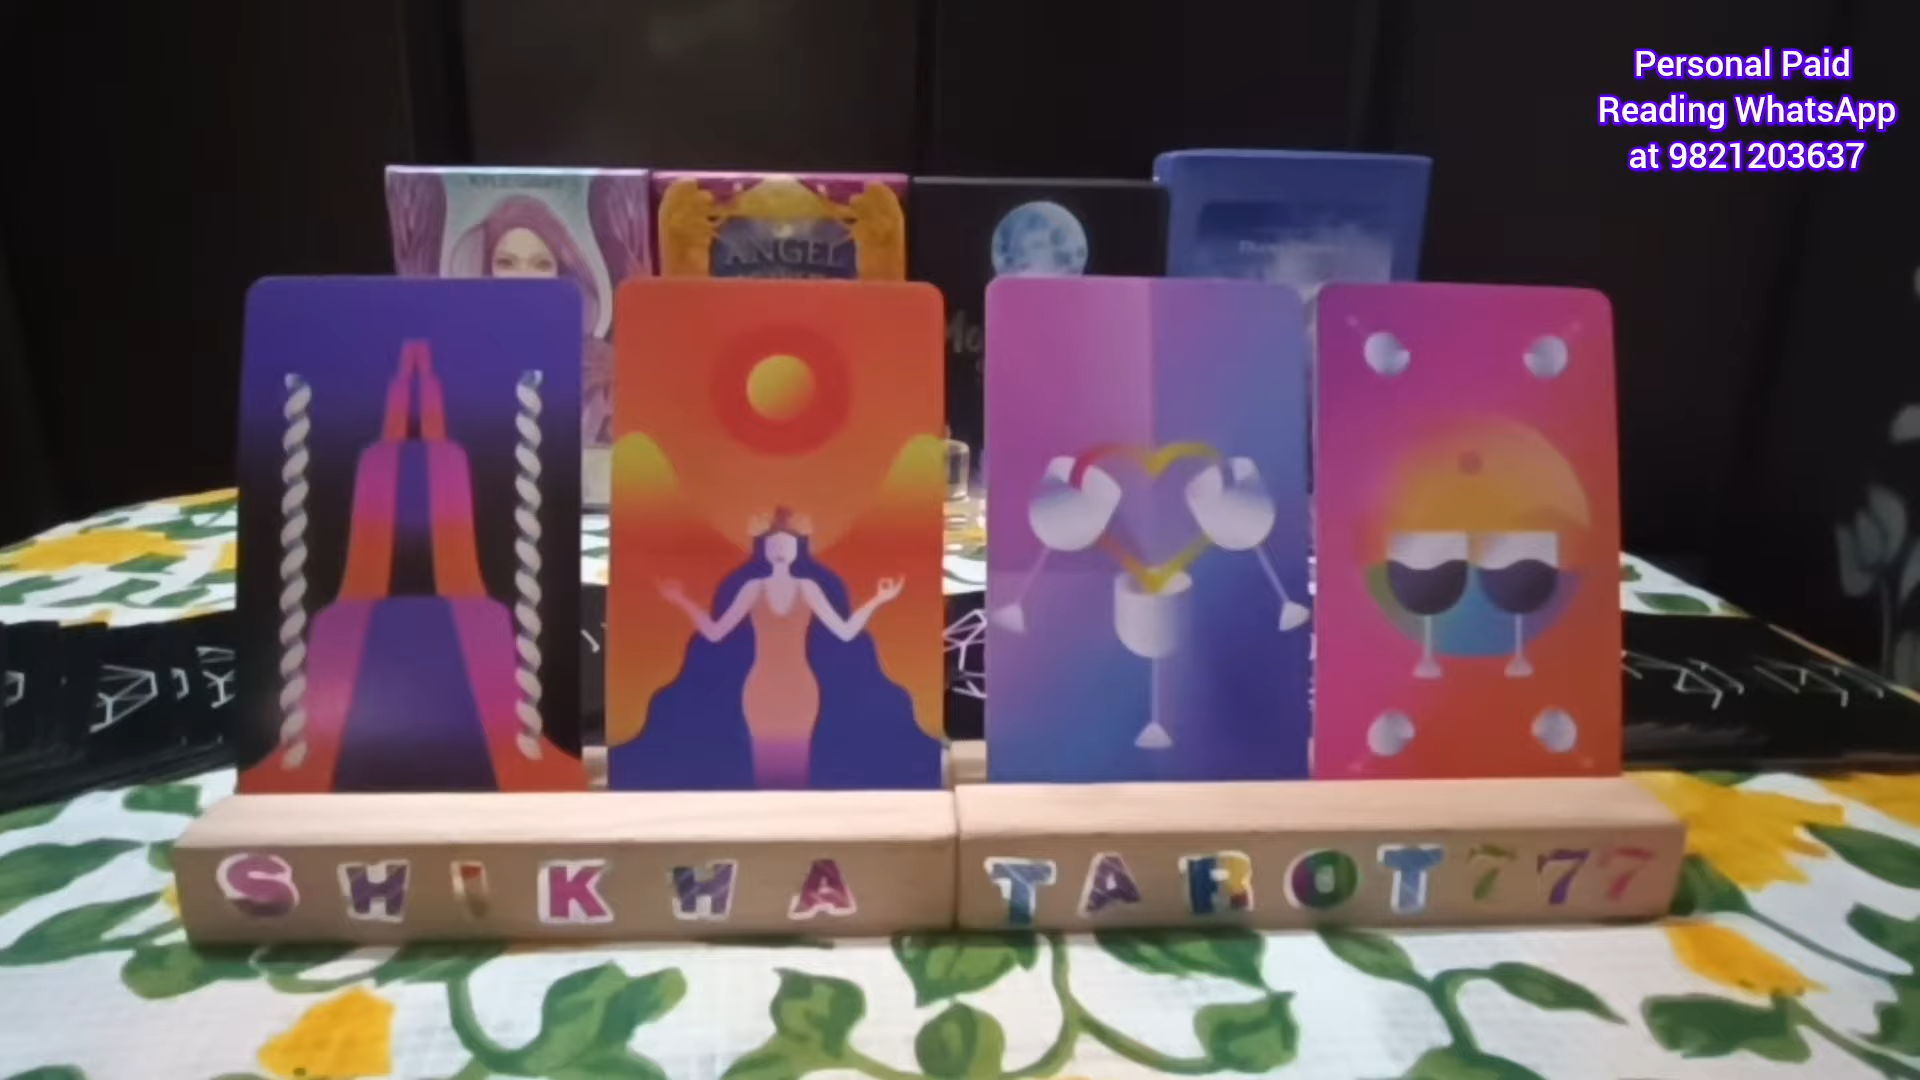 Personal Paid
Reading WhatsApp
at 9821203637
ANGEL
SHIKHA TAROT777